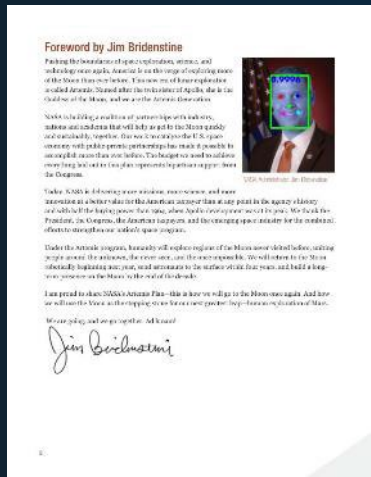 Foreword by Jim Bridenstine
Pushing the boundaries of space exploration, science, and
technology once again, America is on the verge of exploring more
of the Moon than ever before. This new era of lunar exploration
is called Artemis. Named after the twin sister of Apollo, she is the
Goddess of the Moon, and we are the Artemis Generation.
NASA is building a coalition of partnerships with industry,
nations and academia that will help us get to the Moon quickly
and sustainably, together. Our work to catalyze the U.S. space
economy with public-private partnerships has made it possible to
accomplish more than ever before. The budget we need to achieve
everything laid out in this plan represents bipartisan support from
the Congress.
Today, NASA is delivering more missions, more science, and more
innovation at a better value for the American taxpayer than at any point in the agency's history
and with half the buying power than 1964, when Apollo development was at its peak. We thank the
President, the Congress, the American taxpayers, and the emerging space industry for the combined
efforts to strengthen our nation's space program.
Under the Artemis program, humanity will explore regions of the Moon never visited before, uniting
people around the unknown, the never seen, and the once impossible. We will return to the Moon
robotically beginning next year, send astronauts to the surface within four years, and build a long-
term presence on the Moon by the end of the decade.
I am proud to share NASA's Artemis Plan—this is how we will go to the Moon once again. And how
we will use the Moon as the stepping stone for our next greatest leap—human exploration of Mars.
We are going, and we go together. Ad lunam!
Jim Bridenstine
0.9996
NASA Administrator Jim Bridenstine